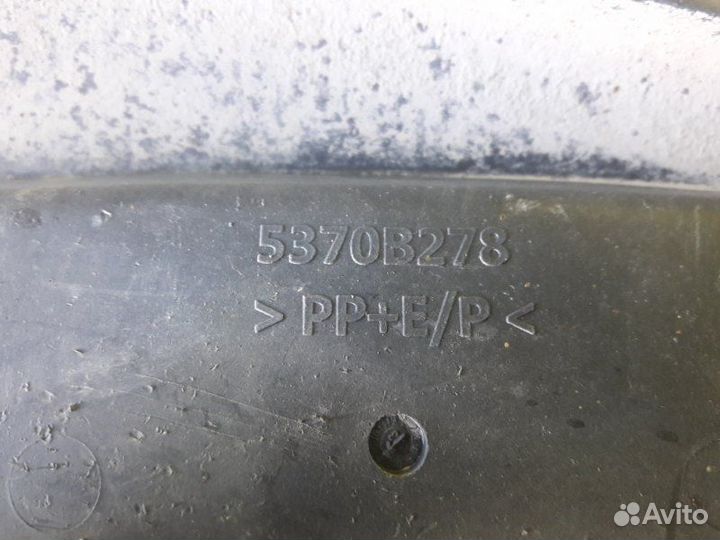 5370B278
> PP+E/P <
Avito